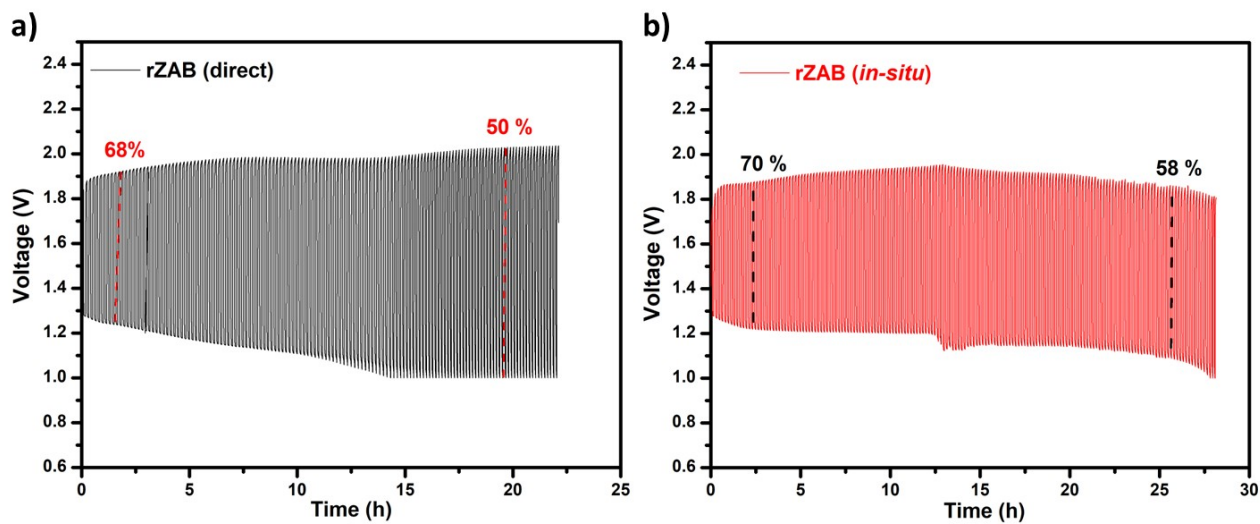 a)
rZAB (direct)
68%
50 %
2.4
2.2
2.0
1.8
1.6
1.4
1.2
1.0
0.8
0.6
Voltage (V)
0 5 10 15 20 25
Time (h)
b)
rZAB (in-situ)
70 %
58 %
2.4
2.2
2.0
1.8
1.6
1.4
1.2
1.0
0.8
0.6
Voltage (V)
0 5 10 15 20 25 30
Time (h)